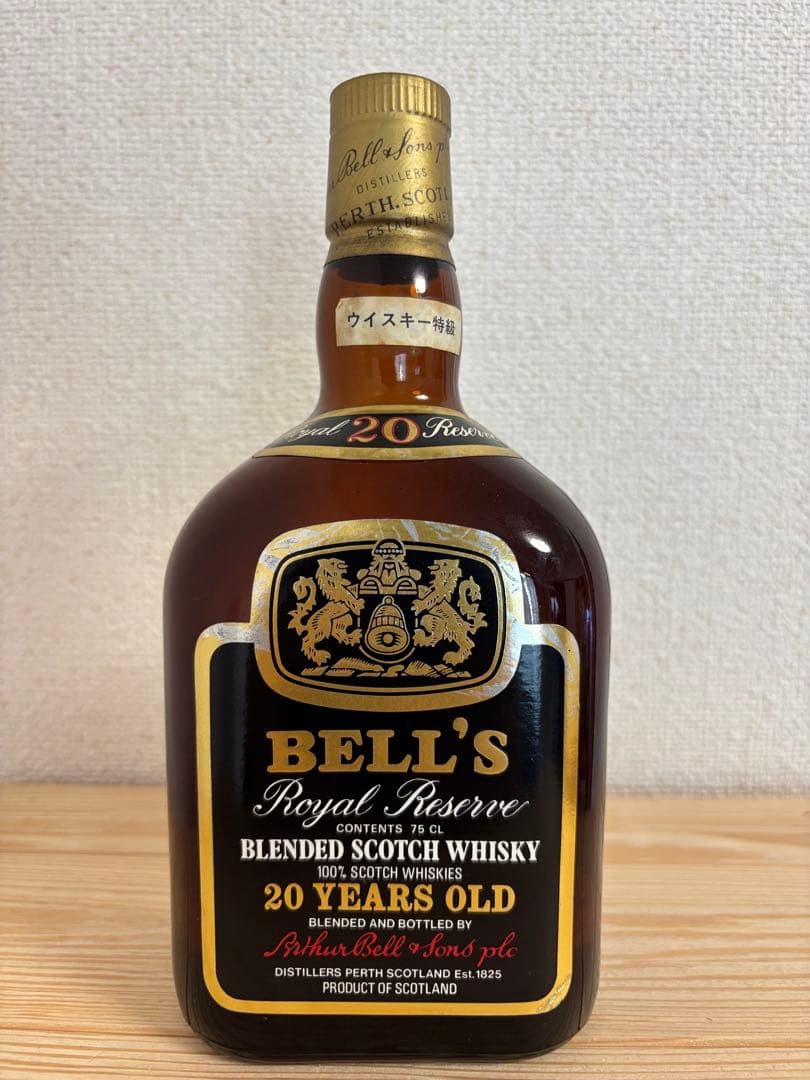 Bell & Sons p
DISTILLERS
PERTH. SCOTL
ESTABLISHE
ウイスキー特級
Royal 20 Reserve
BELL'S
Royal Reserve
CONTENTS 75 CL
BLENDED SCOTCH WHISKY
100% SCOTCH WHISKIES
20 YEARS OLD
BLENDED AND BOTTLED BY
Arthur Bell & Sons plc
DISTILLERS PERTH SCOTLAND Est. 1825
PRODUCT OF SCOTLAND